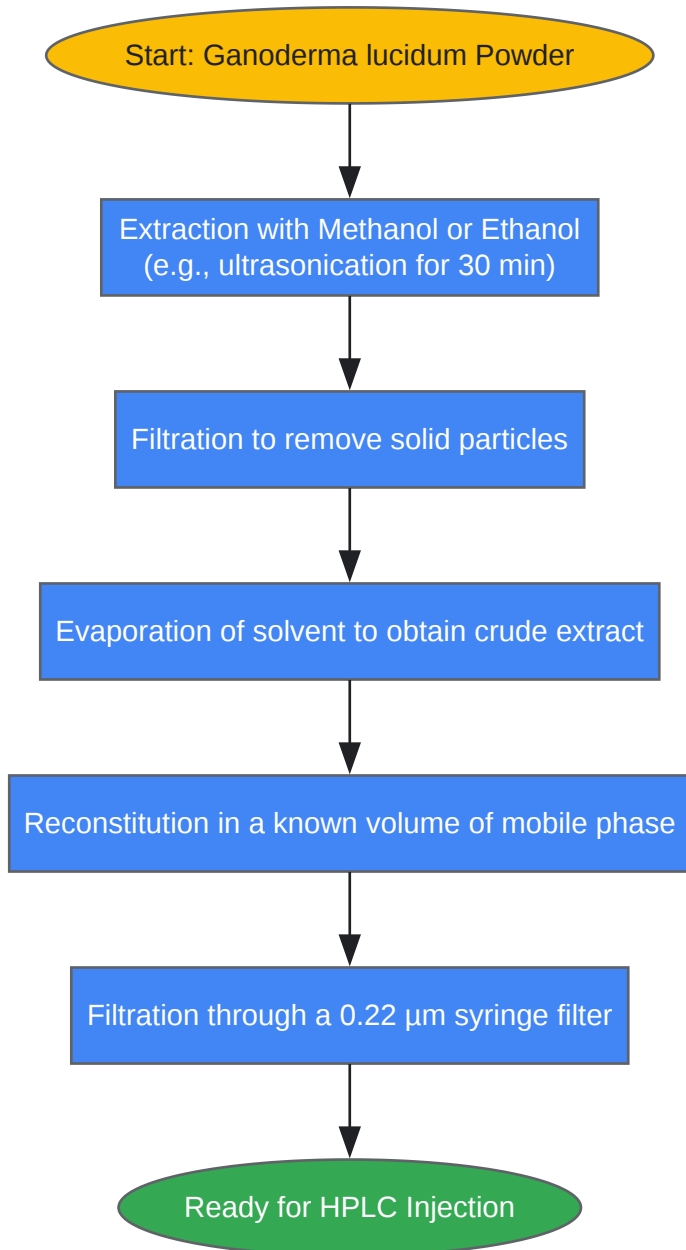 Start: Ganoderma lucidum Powder
Extraction with Methanol or Ethanol
(e.g., ultrasonication for 30 min)
Filtration to remove solid particles
Evaporation of solvent to obtain crude extract
Reconstitution in a known volume of mobile phase
Filtration through a 0.22 µm syringe filter
Ready for HPLC Injection